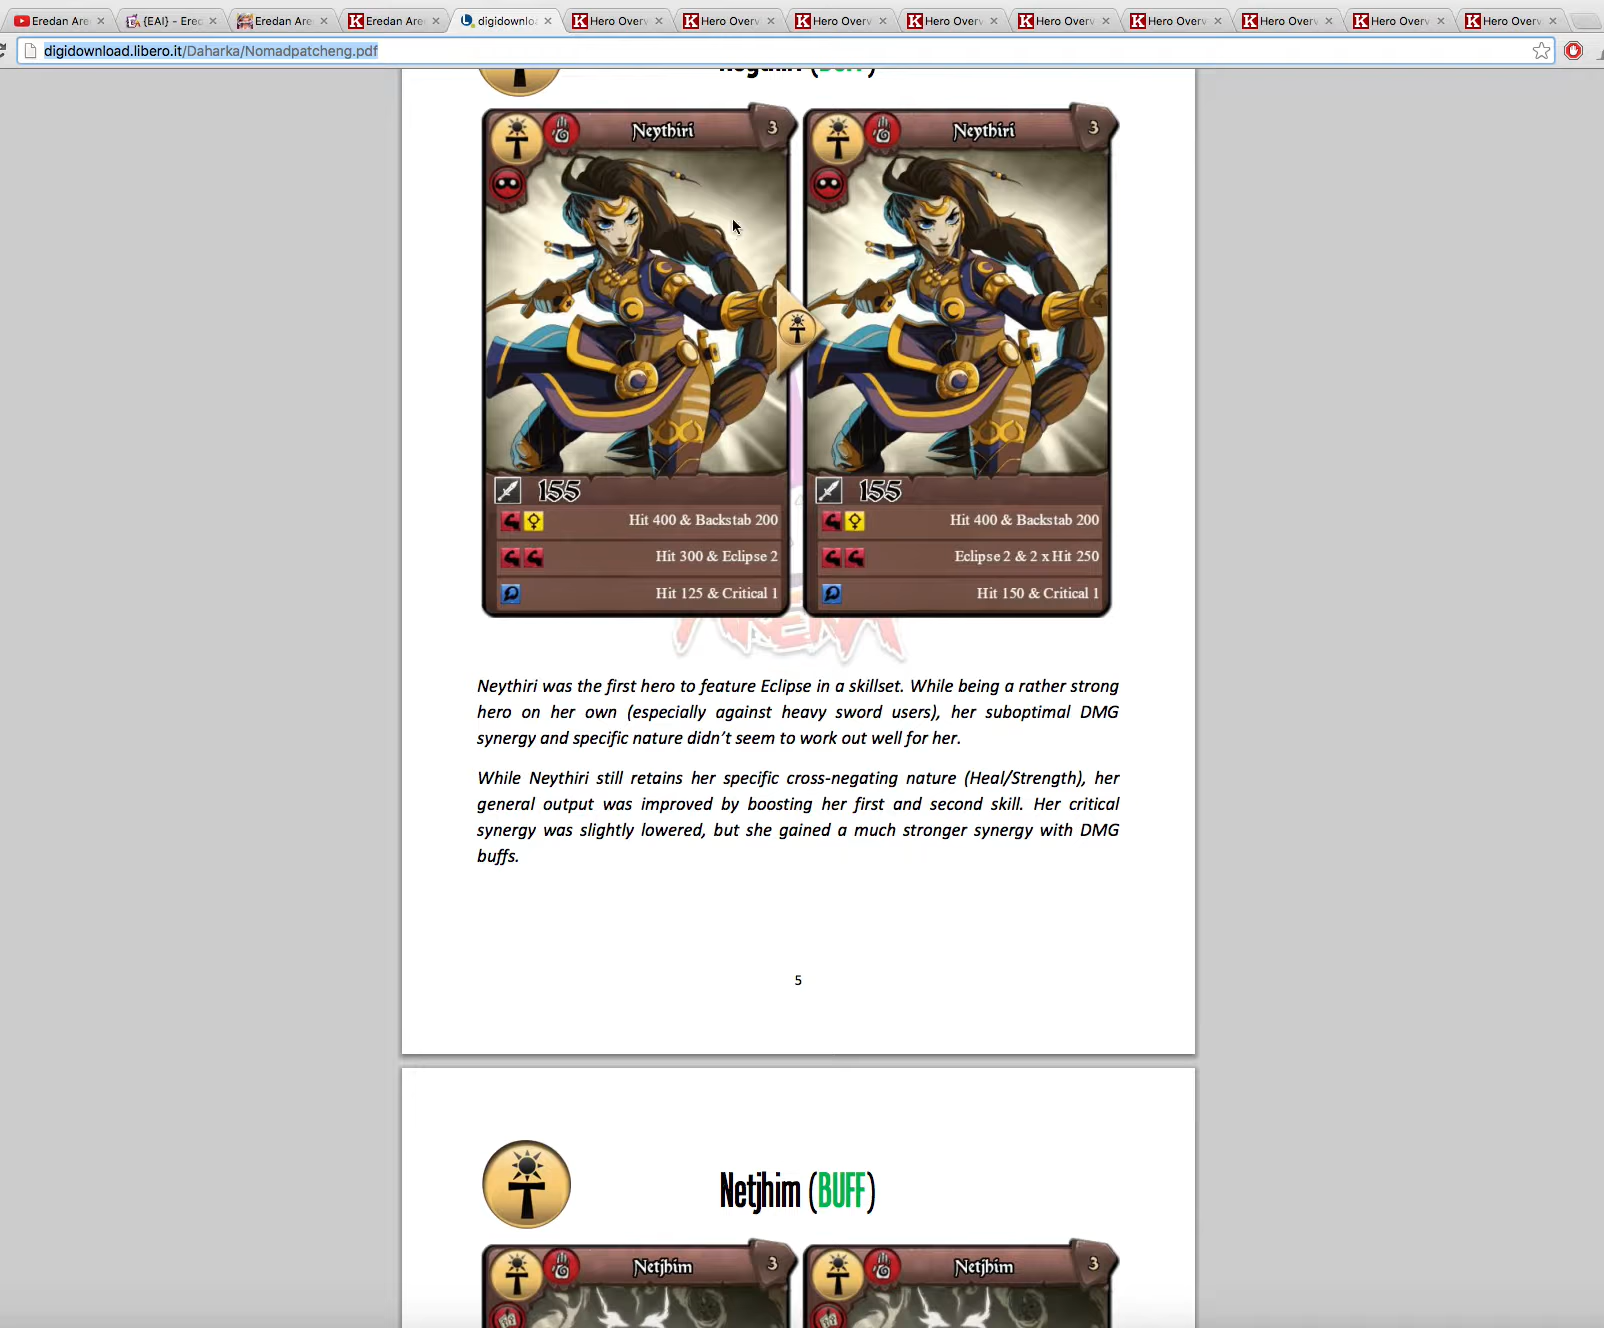 Eredan Are
{EAI} - Erec
Eredan Are
Eredan Are
digidownlo
Hero Overv
Hero Overv
Hero Overv
Hero Overv
Hero Overv
Hero Overv
Hero Overv
Hero Overv
Hero Overv
digidownload.libero.it/Daharka/Nomadpatcheng.pdf
Neythiri 3
155
Hit 400 & Backstab 200
Hit 300 & Eclipse 2
Hit 125 & Critical 1
Neythiri 3
155
Hit 400 & Backstab 200
Eclipse 2 & 2 x Hit 250
Hit 150 & Critical 1
ARENA
Neythiri was the first hero to feature Eclipse in a skillset. While being a rather strong
hero on her own (especially against heavy sword users), her suboptimal DMG
synergy and specific nature didn't seem to work out well for her.
While Neythiri still retains her specific cross-negating nature (Heal/Strength), her
general output was improved by boosting her first and second skill. Her critical
synergy was slightly lowered, but she gained a much stronger synergy with DMG
buffs.
5
Netjhim (BUFF)
Netjhim 3
Netjhim 3